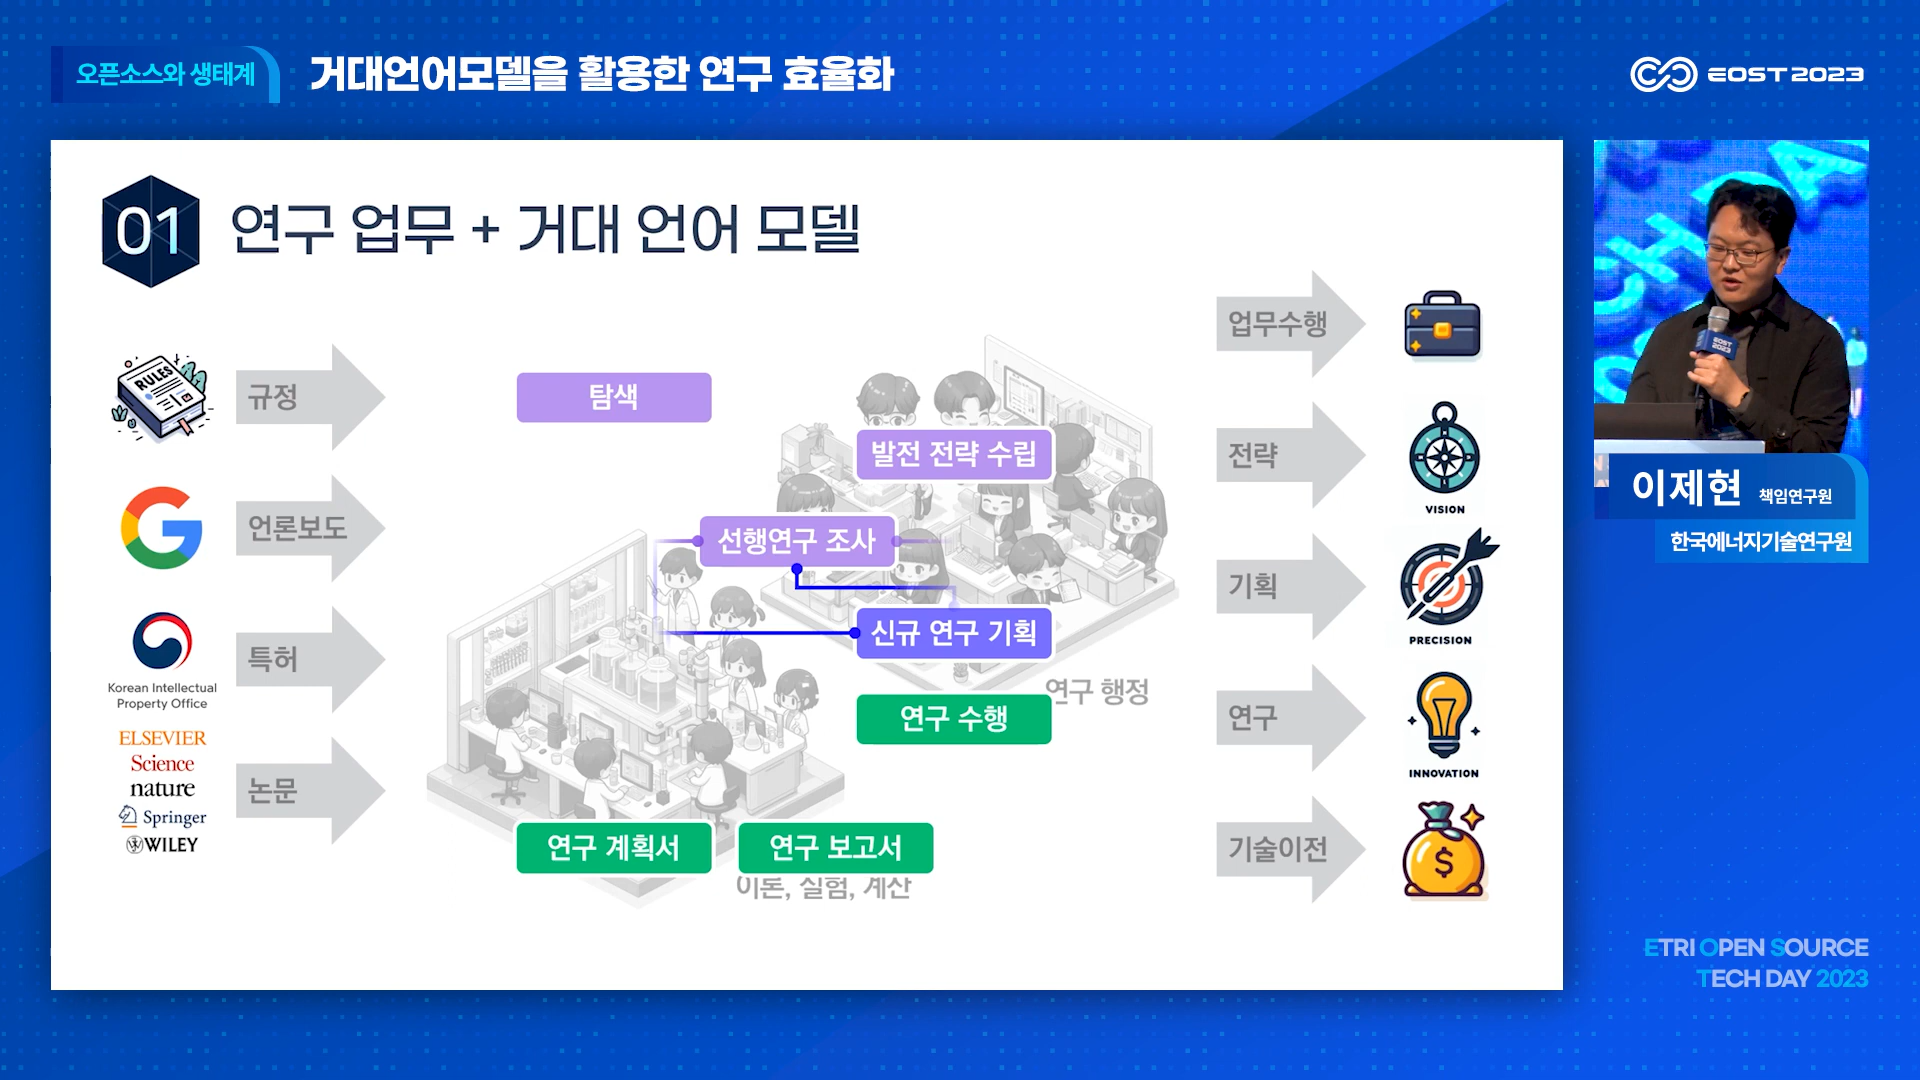 오픈소스와 생태계
거대언어모델을 활용한 연구 효율화
EOST 2023
01
연구 업무 + 거대 언어 모델
RULES
규정
언론보도
Korean Intellectual
Property Office
특허
ELSEVIER
Science
nature
Springer
WILEY
논문
탐색
발전 전략 수립
선행연구 조사
신규 연구 기획
연구 행정
연구 수행
연구 계획서
연구 보고서
이론, 실험, 계산
업무수행
전략
VISION
기획
PRECISION
연구
INNOVATION
기술이전
$
EOST
2023
이제현 책임연구원
한국에너지기술연구원
ETRI OPEN SOURCE
TECH DAY 2023